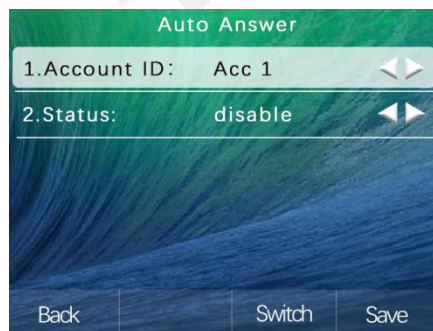 Auto Answer
1.Account ID: Acc 1
2.Status: disable
Back Switch Save